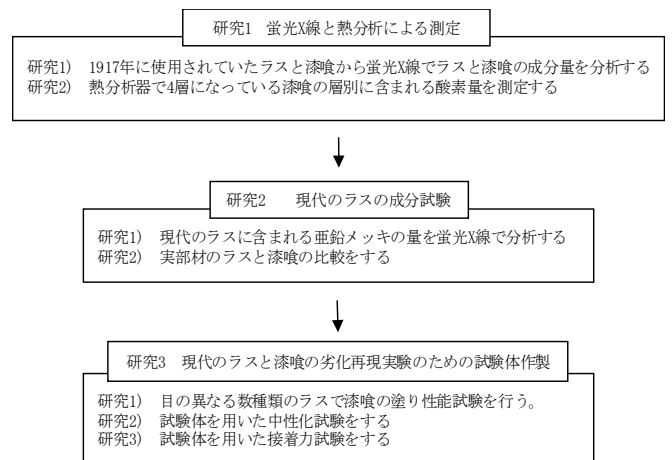 研究1 蛍光X線と熱分析による測定
研究1) 1917年に使用されていたラスと漆喰から蛍光X線でラスと漆喰の成分量を分析する
研究2) 熱分析器で4層になっている漆喰の層別に含まれる酸素量を測定する
研究2 現代のラスの成分試験
研究1) 現代のラスに含まれる亜鉛メッキの量を蛍光X線で分析する
研究2) 実部材のラスと漆喰の比較をする
研究3 現代のラスと漆喰の劣化再現実験のための試験体作製
研究1) 目の異なる数種類のラスで漆喰の塗り性能試験を行う。
研究2) 試験体を用いた中性化試験をする
研究3) 試験体を用いた接着力試験をする